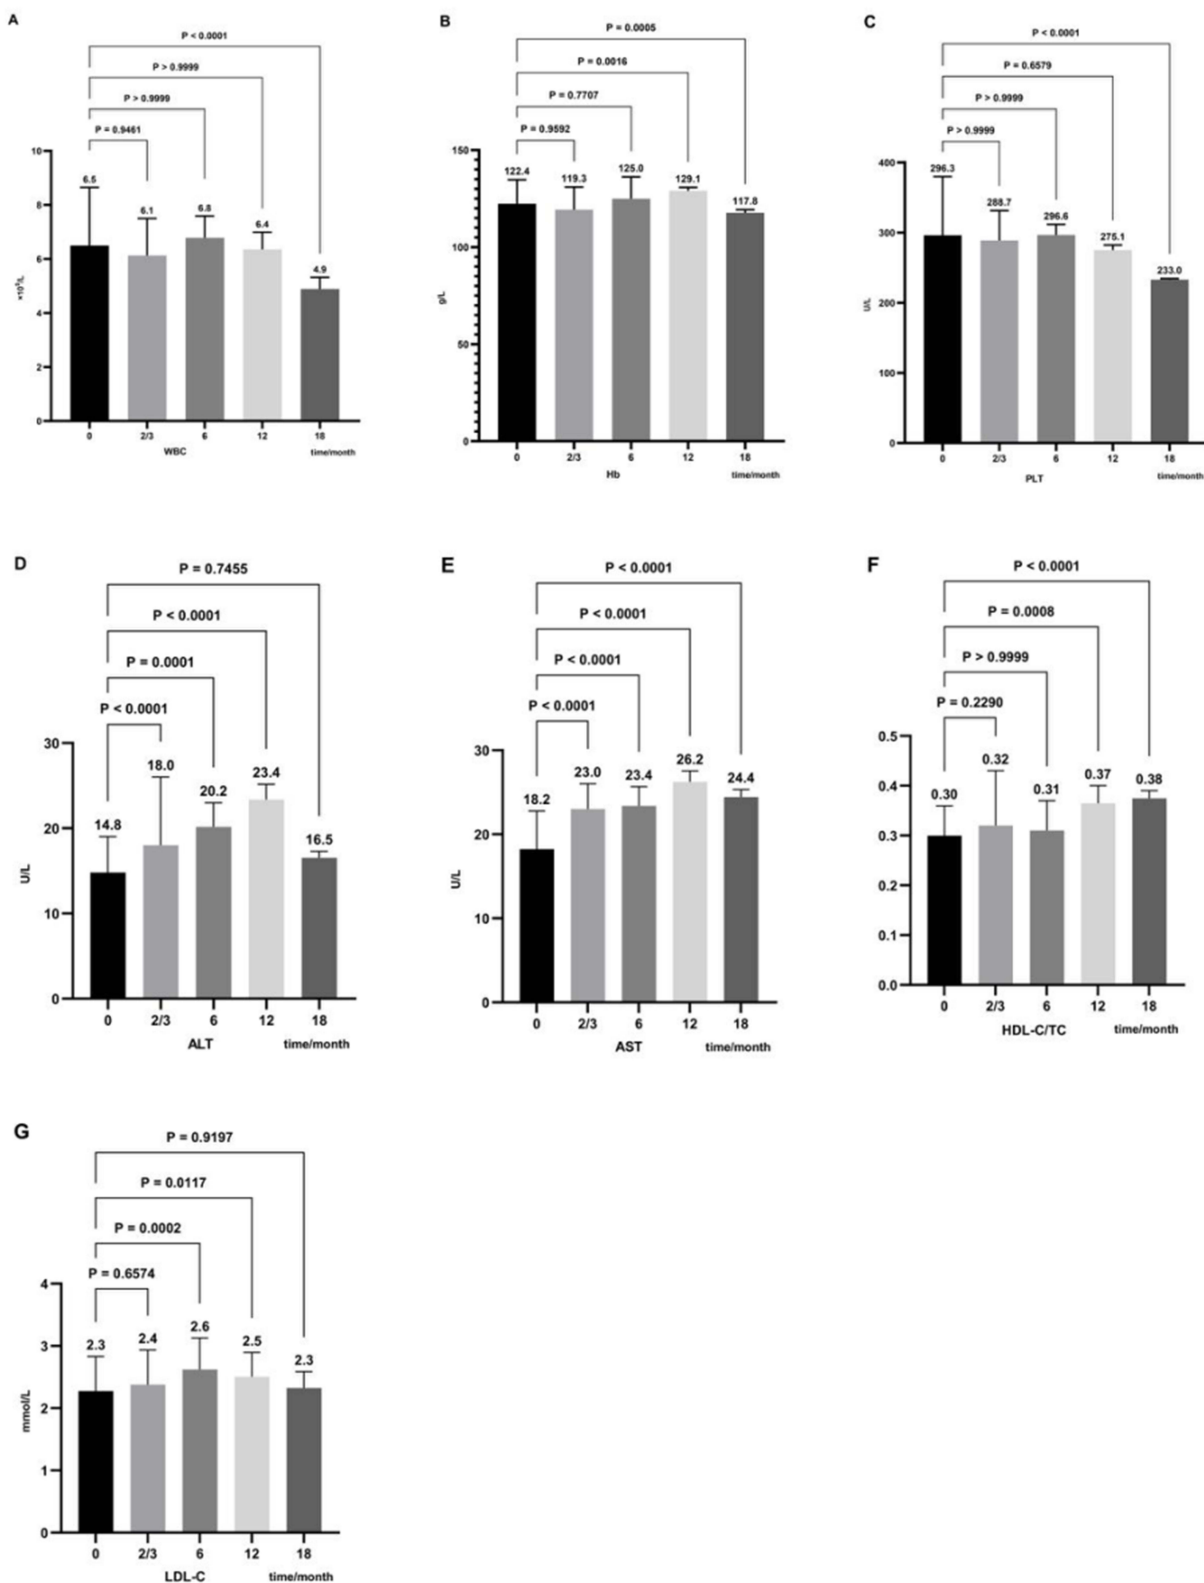 A
P < 0.0001
P > 0.9999
P > 0.9999
P = 0.9461
10
8
6
4
2
0
×10⁹/L
6.5
6.1
6.8
6.4
4.9
0 2/3 6 12 18
WBC time/month
B
P = 0.0005
P = 0.0016
P = 0.7707
P = 0.9592
150
100
50
0
g/L
122.4
119.3
125.0
129.1
117.8
0 2/3 6 12 18
Hb time/month
C
P < 0.0001
P = 0.6579
P > 0.9999
P > 0.9999
400
300
200
100
0
U/L
296.3
288.7
296.6
275.1
233.0
0 2/3 6 12 18
PLT time/month
D
P = 0.7455
P < 0.0001
P = 0.0001
P < 0.0001
30
20
10
0
U/L
14.8
18.0
20.2
23.4
16.5
0 2/3 6 12 18
ALT time/month
E
P < 0.0001
P < 0.0001
P < 0.0001
P < 0.0001
30
20
10
0
U/L
18.2
23.0
23.4
26.2
24.4
0 2/3 6 12 18
AST time/month
F
P < 0.0001
P = 0.0008
P > 0.9999
P = 0.2290
0.5
0.4
0.3
0.2
0.1
0.0
0.30
0.32
0.31
0.37
0.38
0 2/3 6 12 18
HDL-C/TC time/month
G
P = 0.9197
P = 0.0117
P = 0.0002
P = 0.6574
4
3
2
1
0
mmol/L
2.3
2.4
2.6
2.5
2.3
0 2/3 6 12 18
LDL-C time/month